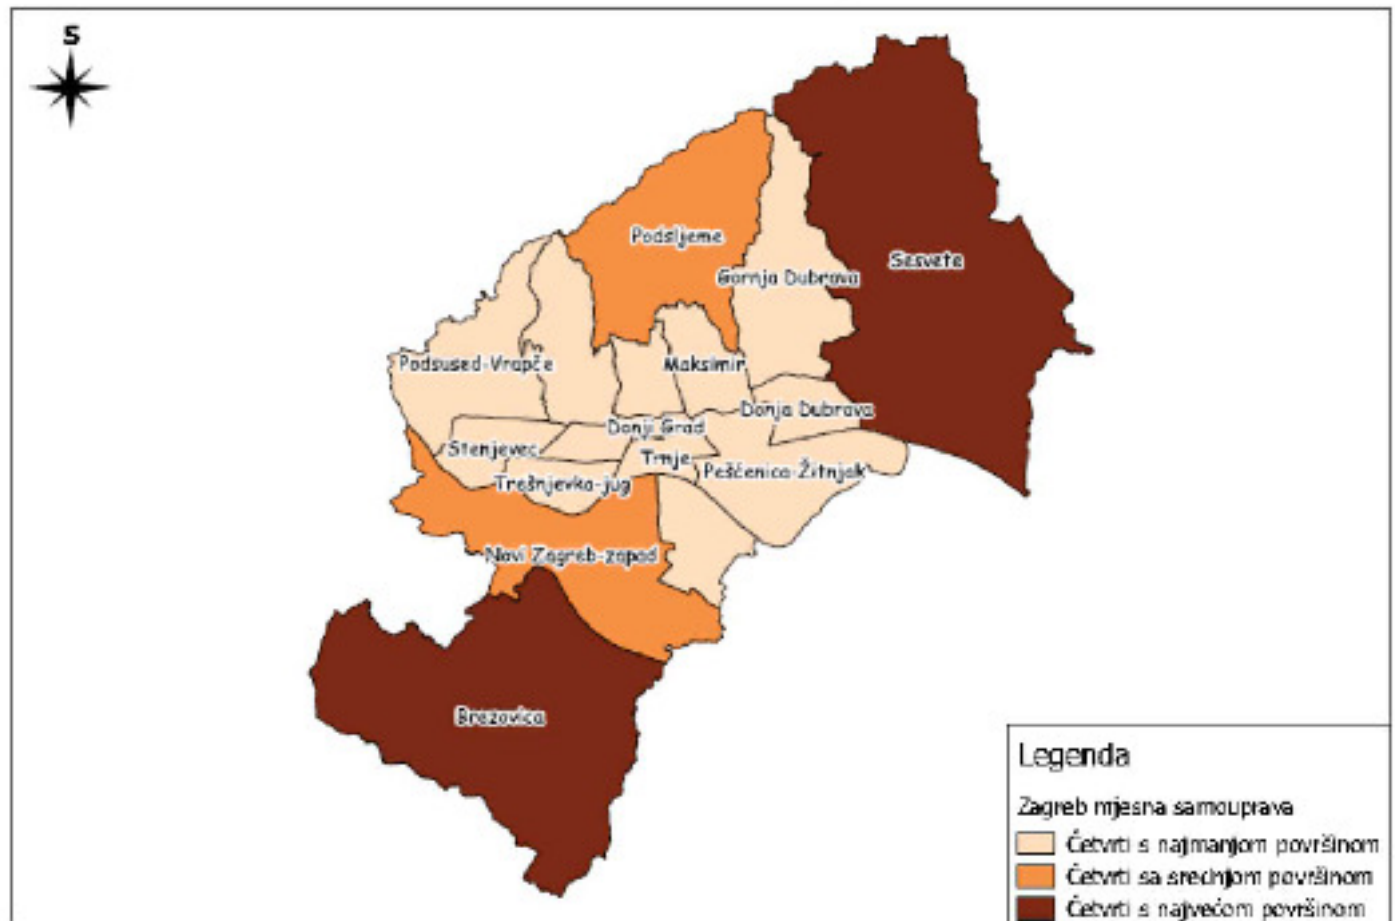 S
Podsljeme
Sesvete
Gornja Dubrava
Podsused-Vrapče
Maksimir
Donja Dubrava
Donji Grad
Stenjevec
Trnje
Peščenica-Žitnjak
Trešnjevka-jug
Novi Zagreb-zapad
Brezovica
Legenda
Zagreb mjesna samouprava
Četvrti s najmanjom površinom
Četvrti sa srednjom površinom
Četvrti s najvećom površinom